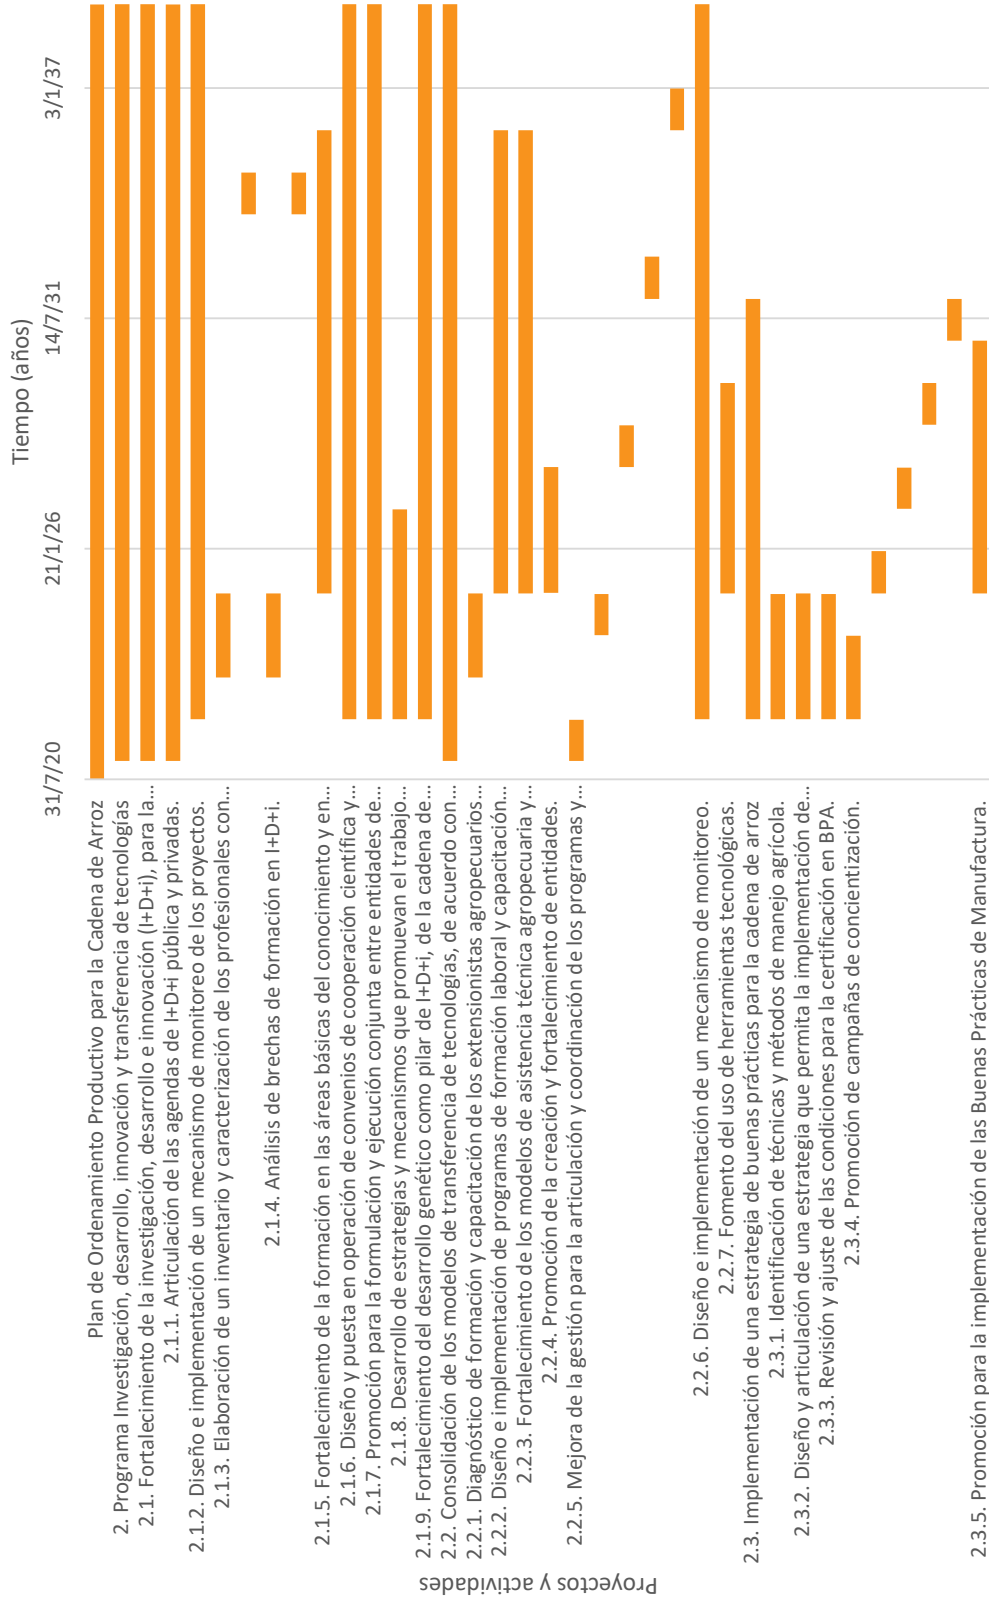 Tiempo (años)
31/7/20
21/1/26
14/7/31
3/1/37
Proyectos y actividades
Plan de Ordenamiento Productivo para la Cadena de Arroz
2. Programa Investigación, desarrollo, innovación y transferencia de tecnologías
2.1. Fortalecimiento de la investigación, desarrollo e innovación (I+D+i), para la...
2.1.1. Articulación de las agendas de I+D+i pública y privadas.
2.1.2. Diseño e implementación de un mecanismo de monitoreo de los proyectos.
2.1.3. Elaboración de un inventario y caracterización de los profesionales con...
2.1.4. Análisis de brechas de formación en I+D+i.
2.1.5. Fortalecimiento de la formación en las áreas básicas del conocimiento y en...
2.1.6. Diseño y puesta en operación de convenios de cooperación científica y...
2.1.7. Promoción para la formulación y ejecución conjunta entre entidades de...
2.1.8. Desarrollo de estrategias y mecanismos que promuevan el trabajo...
2.1.9. Fortalecimiento del desarrollo genético como pilar de I+D+i, de la cadena de...
2.2. Consolidación de los modelos de transferencia de tecnologías, de acuerdo con...
2.2.1. Diagnóstico de formación y capacitación de los extensionistas agropecuarios...
2.2.2. Diseño e implementación de programas de formación laboral y capacitación...
2.2.3. Fortalecimiento de los modelos de asistencia técnica agropecuaria y...
2.2.4. Promoción de la creación y fortalecimiento de entidades.
2.2.5. Mejora de la gestión para la articulación y coordinación de los programas y...
2.2.6. Diseño e implementación de un mecanismo de monitoreo.
2.2.7. Fomento del uso de herramientas tecnológicas.
2.3. Implementación de una estrategia de buenas prácticas para la cadena de arroz
2.3.1. Identificación de técnicas y métodos de manejo agrícola.
2.3.2. Diseño y articulación de una estrategia que permita la implementación de...
2.3.3. Revisión y ajuste de las condiciones para la certificación en BPA.
2.3.4. Promoción de campañas de concientización.
2.3.5. Promoción para la implementación de las Buenas Prácticas de Manufactura.